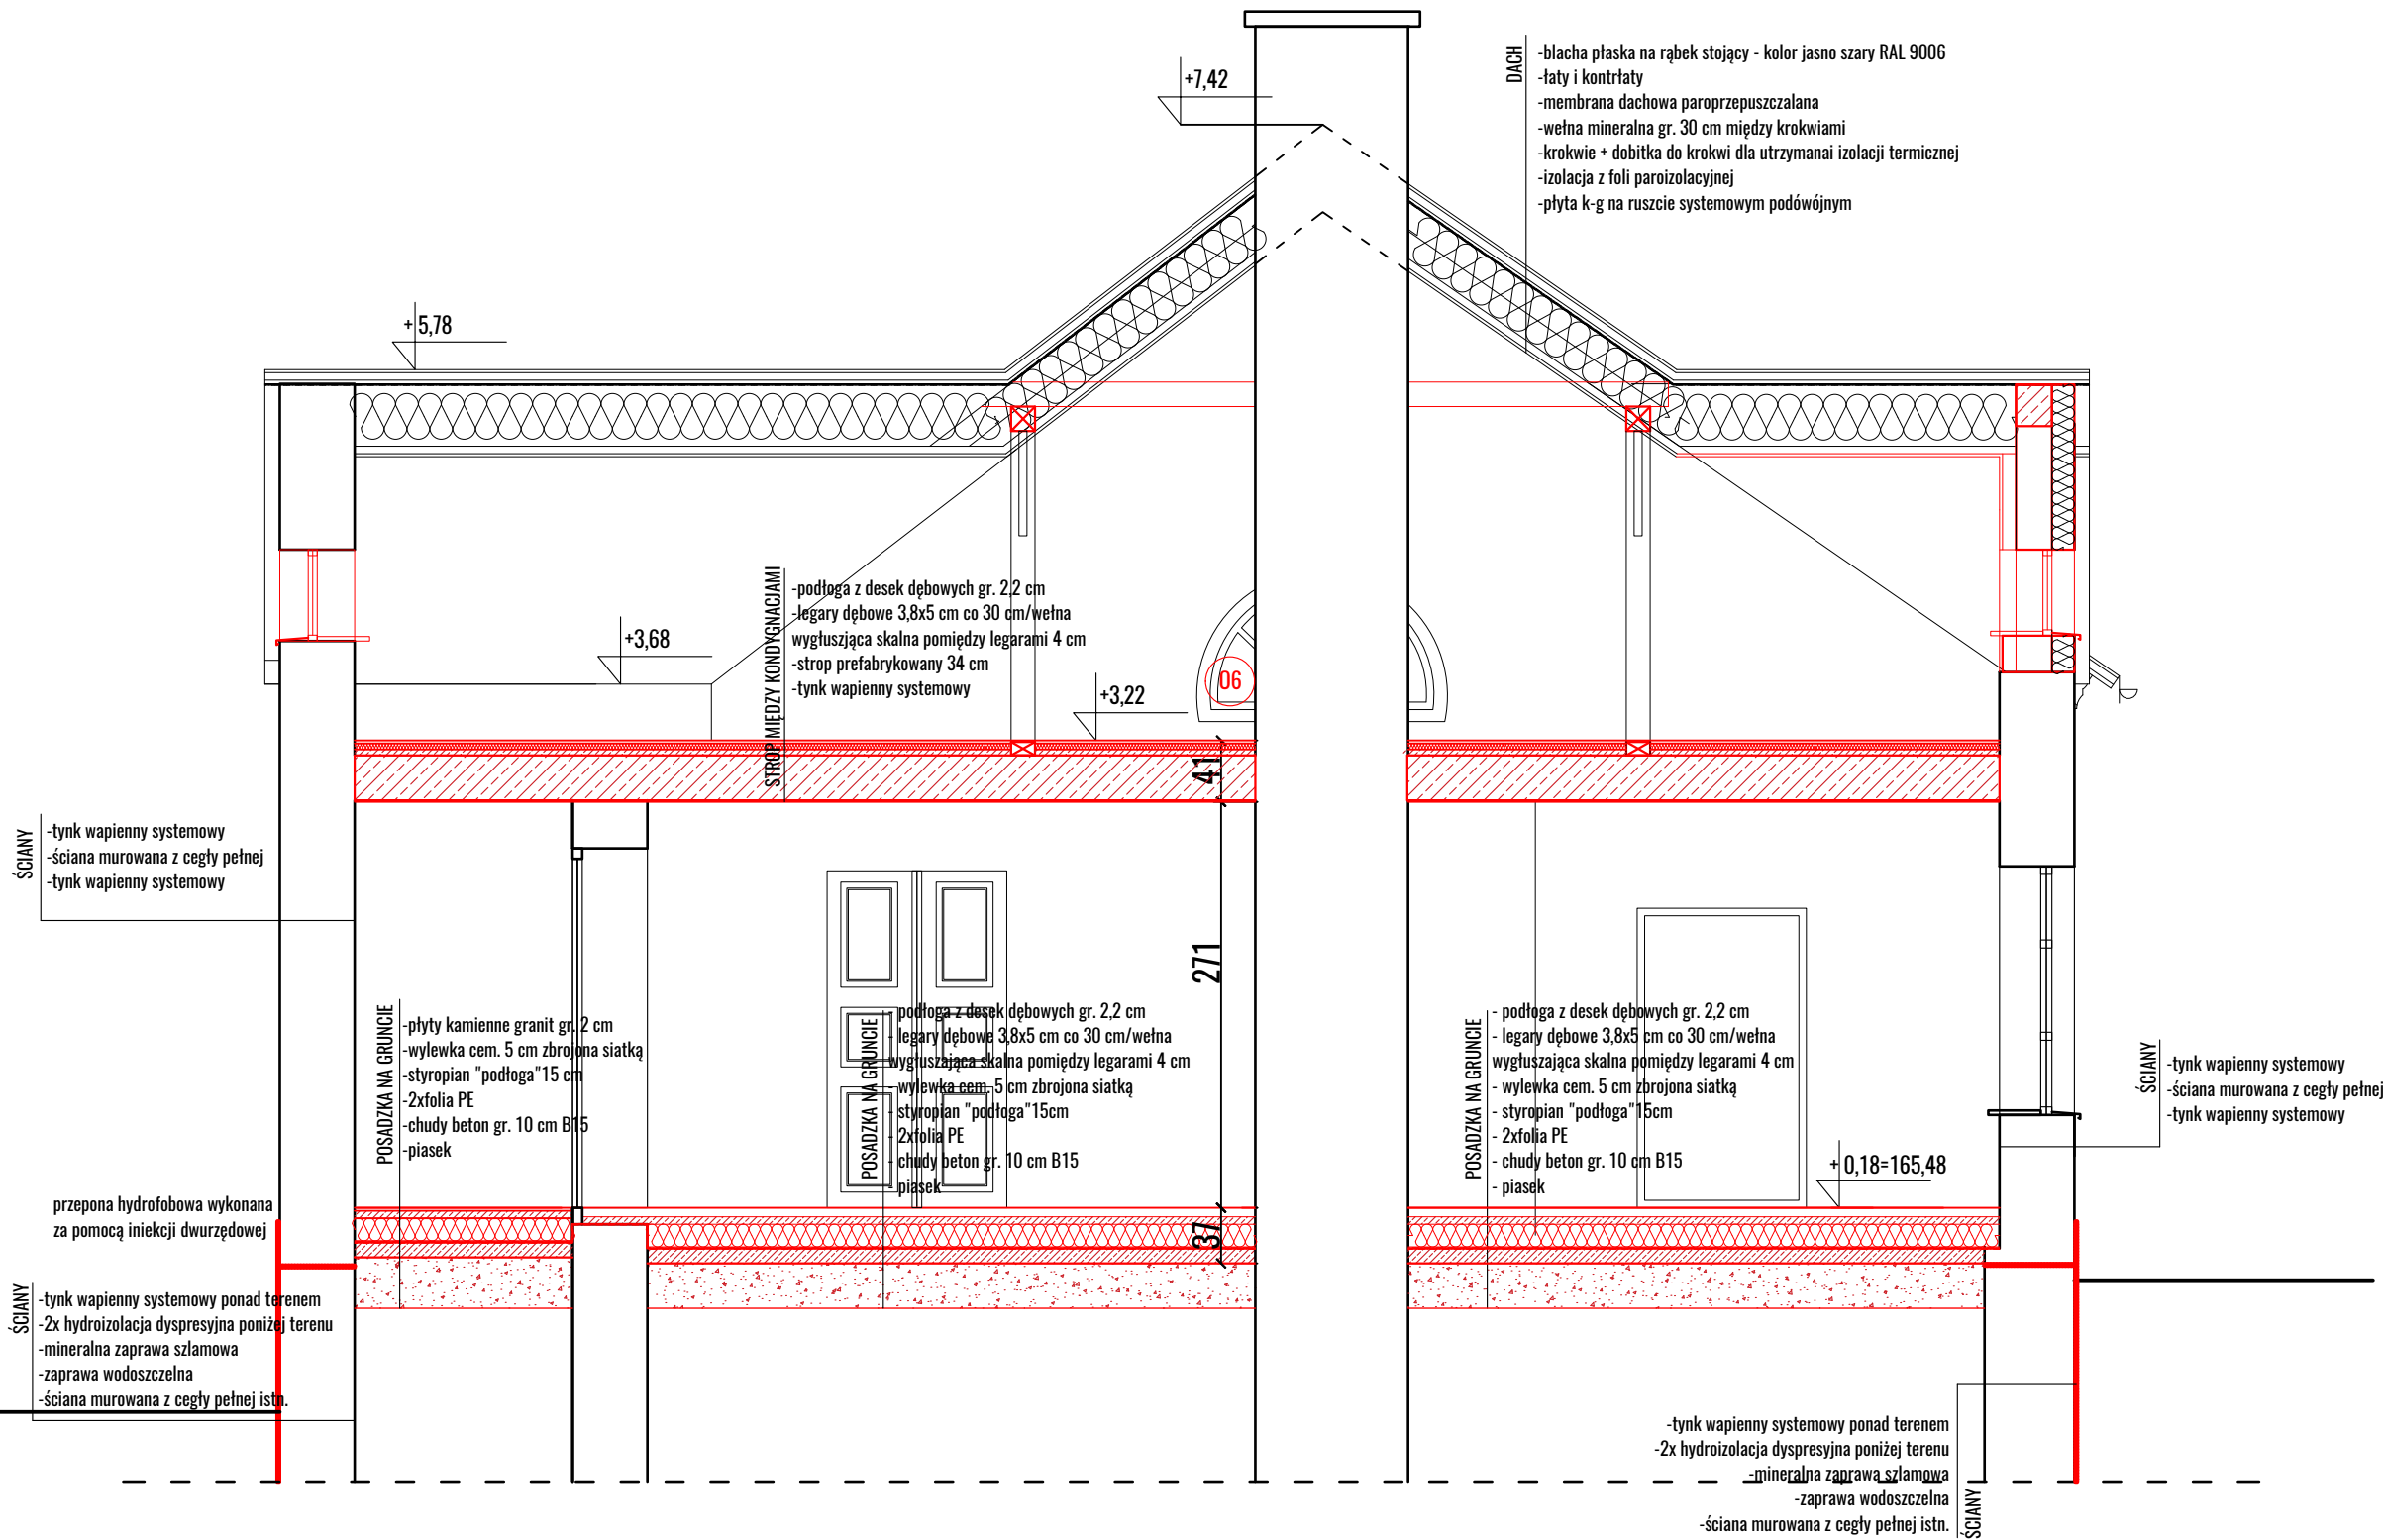 +7,42
DACH
-blacha płaska na rąbek stojący - kolor jasno szary RAL 9006
-łaty i kontrłaty
-membrana dachowa paroprzepuszczalana
-wełna mineralna gr. 30 cm między krokwiami
-krokwie + dobitka do krokwi dla utrzymanai izolacji termicznej
-izolacja z foli paroizolacyjnej
-płyta k-g na ruszcie systemowym podówójnym
+ 5,78
STROP MIĘDZY KONDYGNACJAMI
-podłoga z desek dębowych gr. 2,2 cm
-legary dębowe 3,8x5 cm co 30 cm/wełna
wygłuszjąca skalna pomiędzy legarami 4 cm
-strop prefabrykowany 34 cm
-tynk wapienny systemowy
+3,68
+3,22
06
41
ŚCIANY
-tynk wapienny systemowy
-ściana murowana z cegły pełnej
-tynk wapienny systemowy
271
POSADZKA NA GRUNCIE
-płyty kamienne granit gr. 2 cm
-wylewka cem. 5 cm zbrojona siatką
-styropian "podłoga"15 cm
-2xfolia PE
-chudy beton gr. 10 cm B15
-piasek
POSADZKA NA GRUNCIE
- podłoga z desek dębowych gr. 2,2 cm
- legary dębowe 3,8x5 cm co 30 cm/wełna
wygłuszająca skalna pomiędzy legarami 4 cm
- wylewka cem. 5 cm zbrojona siatką
- styropian "podłoga"15cm
- 2xfolia PE
- chudy beton gr. 10 cm B15
- piasek
POSADZKA NA GRUNCIE
- podłoga z desek dębowych gr. 2,2 cm
- legary dębowe 3,8x5 cm co 30 cm/wełna
wygłuszająca skalna pomiędzy legarami 4 cm
- wylewka cem. 5 cm zbrojona siatką
- styropian "podłoga"15cm
- 2xfolia PE
- chudy beton gr. 10 cm B15
- piasek
+ 0,18=165,48
ŚCIANY
-tynk wapienny systemowy
-ściana murowana z cegły pełnej
-tynk wapienny systemowy
37
przepona hydrofobowa wykonana
za pomocą iniekcji dwurzędowej
ŚCIANY
-tynk wapienny systemowy ponad terenem
-2x hydroizolacja dyspresyjna poniżej terenu
-mineralna zaprawa szlamowa
-zaprawa wodoszczelna
-ściana murowana z cegły pełnej istn.
-tynk wapienny systemowy ponad terenem
-2x hydroizolacja dyspresyjna poniżej terenu
-mineralna zaprawa szlamowa
-zaprawa wodoszczelna
-ściana murowana z cegły pełnej istn.
ŚCIANY